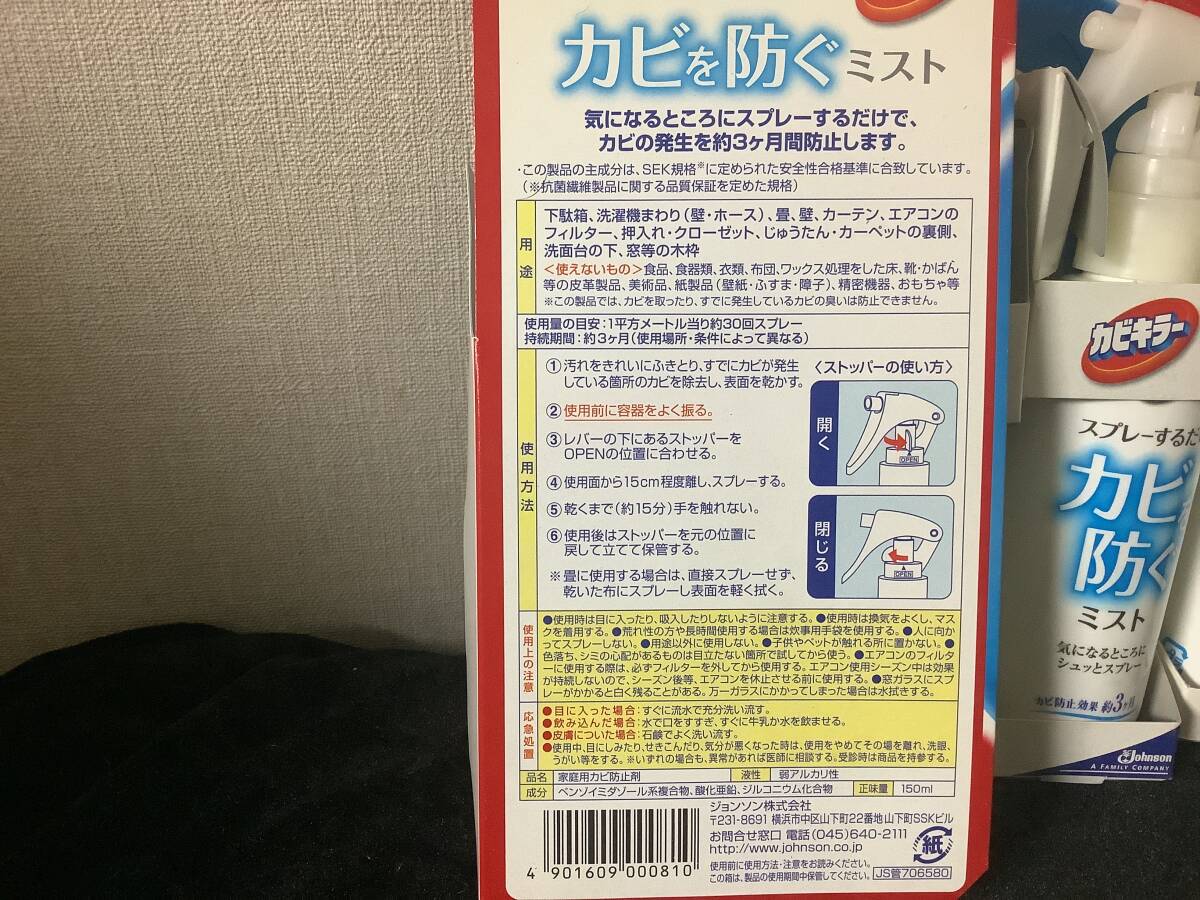 カビを防ぐミスト
気になるところにスプレーするだけで、
カビの発生を約3ヶ月間防止します。
・この製品の主成分は、SEK規格※に定められた安全性合格基準に合致しています。
(※抗菌繊維製品に関する品質保証を定めた規格)
用途
下駄箱、洗濯機まわり(壁・ホース)、畳、壁、カーテン、エアコンの
フィルター、押入れ・クローゼット、じゅうたん・カーペットの裏側、
洗面台の下、窓等の木枠
<使えないもの>食品、食器類、衣類、布団、ワックス処理をした床、靴・かばん
等の皮革製品、美術品、紙製品(壁紙・ふすま・障子)、精密機器、おもちゃ等
※この製品では、カビを取ったり、すでに発生しているカビの臭いは防止できません。
使用量の目安:1平方メートル当り約30回スプレー
持続期間:約3ヶ月(使用場所・条件によって異なる)
使用方法
①汚れをきれいにふきとり、すでにカビが発生
している箇所のカビを除去し、表面を乾かす。
②使用前に容器をよく振る。
③レバーの下にあるストッパーを
OPENの位置に合わせる。
④使用面から15cm程度離し、スプレーする。
⑤乾くまで(約15分)手を触れない。
⑥使用後はストッパーを元の位置に
戻して立てて保管する。
※畳に使用する場合は、直接スプレーせず、
乾いた布にスプレーし表面を軽く拭く。
〈ストッパーの使い方〉
開く
OPEN
閉じる
OPEN
使用上の注意
●使用時は目に入ったり、吸入したりしないように注意する。●使用時は換気をよくし、マス
クを着用する。●荒れ性の方や長時間使用する場合は炊事用手袋を使用する。●人に向か
ってスプレーしない。●用途以外に使用しない。●子供やペットが触れる所に置かない。●
色落ち、シミの心配があるものは目立たない箇所で試してから使う。●エアコンのフィルタ
ーに使用する際は、必ずフィルターを外してから使用する。エアコン使用シーズン中は効果
が持続しないので、シーズン後等、エアコンを休止させる前に使用する。●窓ガラスにスプ
レーがかかると白く残ることがある。万一ガラスにかかってしまった場合は水拭きする。
応急処置
●目に入った場合:すぐに流水で充分洗い流す。
●飲み込んだ場合:水で口をすすぎ、すぐに牛乳か水を飲ませる。
●皮膚についた場合:石鹸でよく洗い流す。
●使用中、目にしみたり、せきこんだり、気分が悪くなった時は、使用をやめてその場を離れ、洗眼、
うがい等をする。※いずれの場合も、異常があれば医師に相談する。受診時は商品を持参する。
品名 家庭用カビ防止剤 液性 弱アルカリ性
成分 ベンゾイミダゾール系複合物、酸化亜鉛、ジルコニウム化合物 正味量 150ml
ジョンソン株式会社
〒231-8691 横浜市中区山下町22番地 山下町SSKビル
お問合せ窓口 電話(045)640-2111
http://www.johnson.co.jp
使用前に使用方法・注意をお読みください。
この箱は、製品の使用期間中保管してください。
JS管706580
紙
4 901609 000810
カビキラー
スプレーするだ
カビを
防ぐ
ミスト
気になるところに
シュッとスプレー
カビ防止効果 約3ヶ月
Johnson
A FAMILY COMPANY